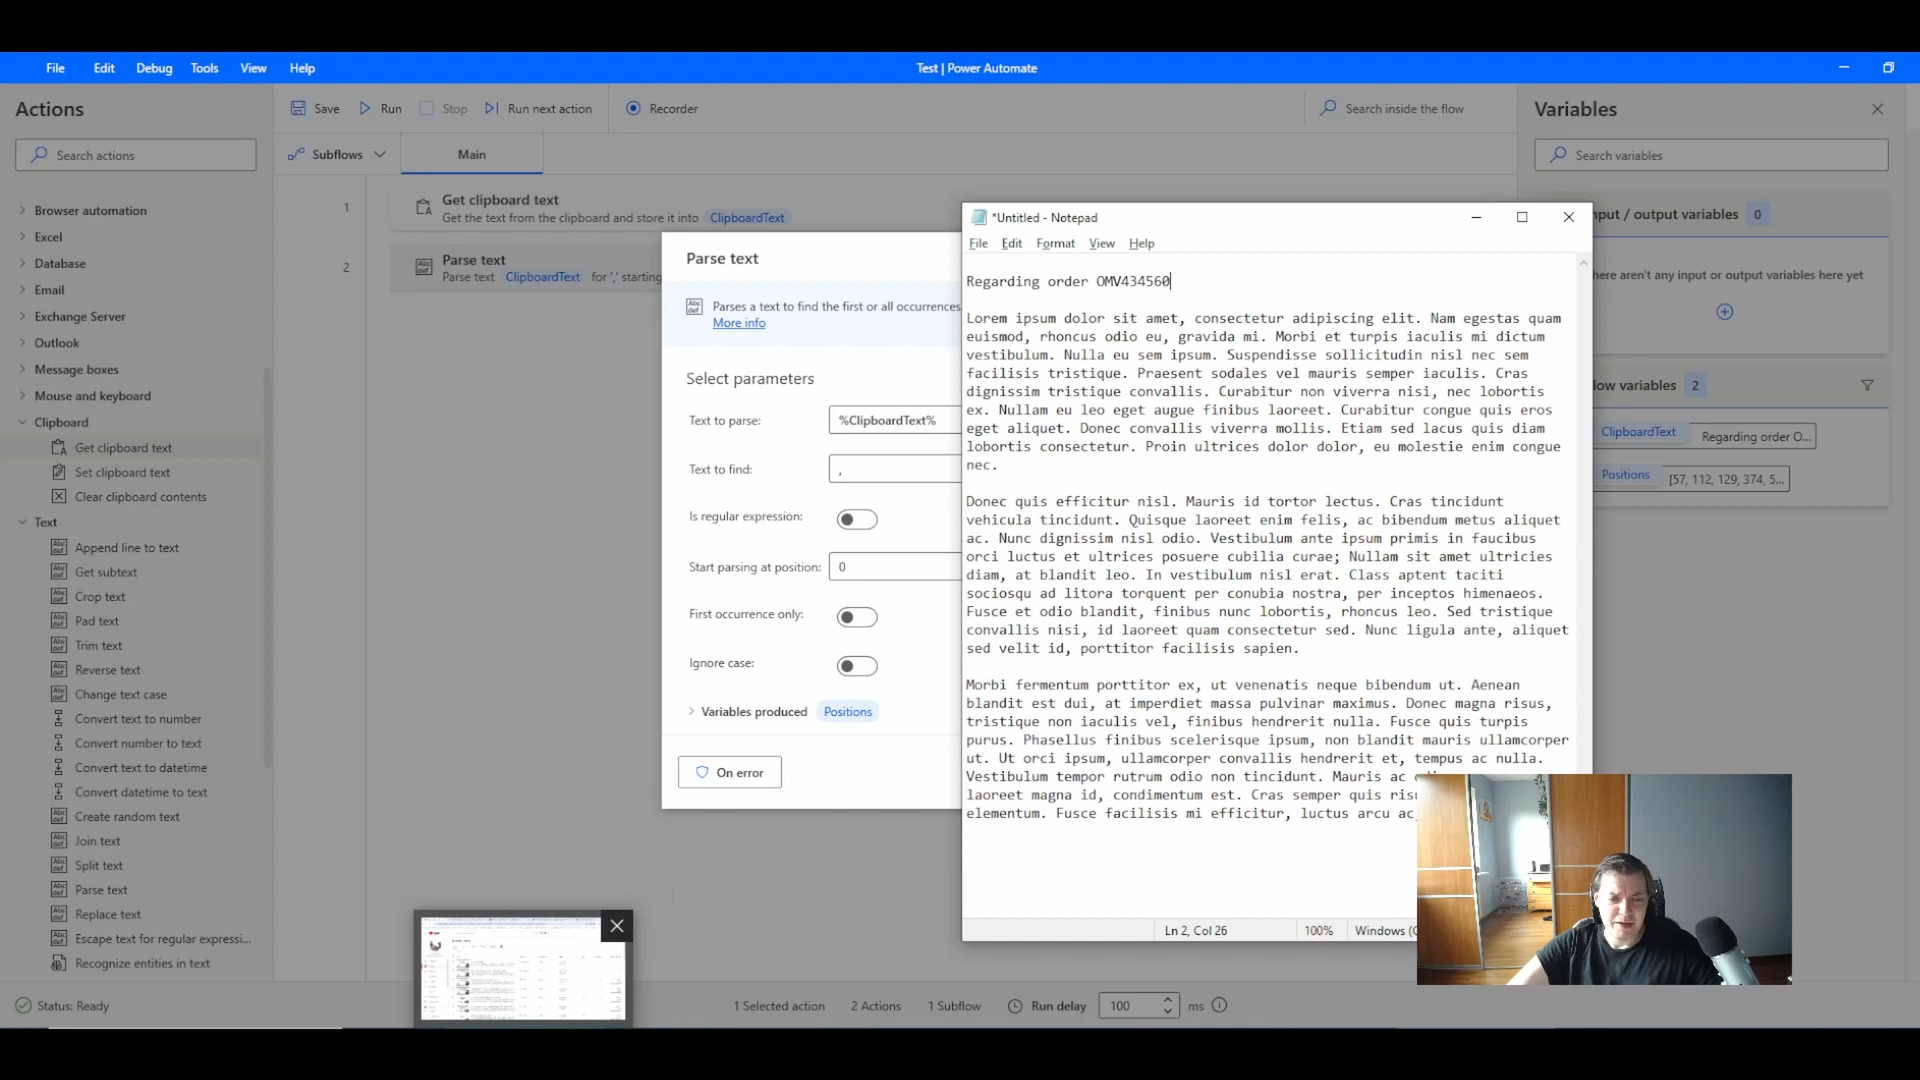 File Edit Debug Tools View Help
Test | Power Automate
Actions
Search actions
Browser automation
Excel
Database
Email
Exchange Server
Outlook
Message boxes
Mouse and keyboard
Clipboard
Get clipboard text
Set clipboard text
Clear clipboard contents
Text
Append line to text
Get subtext
Crop text
Pad text
Trim text
Reverse text
Change text case
Convert text to number
Convert number to text
Convert text to datetime
Convert datetime to text
Create random text
Join text
Split text
Parse text
Replace text
Escape text for regular expressi...
Recognize entities in text
Save Run Stop Run next action Recorder
Search inside the flow
Subflows Main
1
Get clipboard text
Get the text from the clipboard and store it into ClipboardText
2
Parse text
Parse text ClipboardText for ',' starting
Parse text
Parses a text to find the first or all occurrences
More info
Select parameters
Text to parse: %ClipboardText%
Text to find: ,
Is regular expression:
Start parsing at position: 0
First occurrence only:
Ignore case:
Variables produced Positions
On error
*Untitled - Notepad
File Edit Format View Help
Regarding order OMV434560
Lorem ipsum dolor sit amet, consectetur adipiscing elit. Nam egestas quam
euismod, rhoncus odio eu, gravida mi. Morbi et turpis iaculis mi dictum
vestibulum. Nulla eu sem ipsum. Suspendisse sollicitudin nisl nec sem
facilisis tristique. Praesent sodales vel mauris semper iaculis. Cras
dignissim tristique convallis. Curabitur non viverra nisi, nec lobortis
ex. Nullam eu leo eget augue finibus laoreet. Curabitur congue quis eros
eget aliquet. Donec convallis viverra mollis. Etiam sed lacus quis diam
lobortis consectetur. Proin ultrices dolor dolor, eu molestie enim congue
nec.
Donec quis efficitur nisl. Mauris id tortor lectus. Cras tincidunt
vehicula tincidunt. Quisque laoreet enim felis, ac bibendum metus aliquet
ac. Nunc dignissim nisl odio. Vestibulum ante ipsum primis in faucibus
orci luctus et ultrices posuere cubilia curae; Nullam sit amet ultricies
diam, at blandit leo. In vestibulum nisl erat. Class aptent taciti
sociosqu ad litora torquent per conubia nostra, per inceptos himenaeos.
Fusce et odio blandit, finibus nunc lobortis, rhoncus leo. Sed tristique
convallis nisi, id laoreet quam consectetur sed. Nunc ligula ante, aliquet
sed velit id, porttitor facilisis sapien.
Morbi fermentum porttitor ex, ut venenatis neque bibendum ut. Aenean
blandit est dui, at imperdiet massa pulvinar maximus. Donec magna risus,
tristique non iaculis vel, finibus hendrerit nulla. Fusce quis turpis
purus. Phasellus finibus scelerisque ipsum, non blandit mauris ullamcorper
ut. Ut orci ipsum, ullamcorper convallis hendrerit et, tempus ac nulla.
Vestibulum tempor rutrum odio non tincidunt. Mauris ac
laoreet magna id, condimentum est. Cras semper quis
elementum. Fusce facilisis mi efficitur, luctus arcu ac,
Ln 2, Col 26 100% Windows (
Variables
Search variables
nput / output variables 0
here aren't any input or output variables here yet
low variables 2
ClipboardText Regarding order O...
Positions [57, 112, 129, 374, 5...
Status: Ready
1 Selected action 2 Actions 1 Subflow Run delay 100 ms